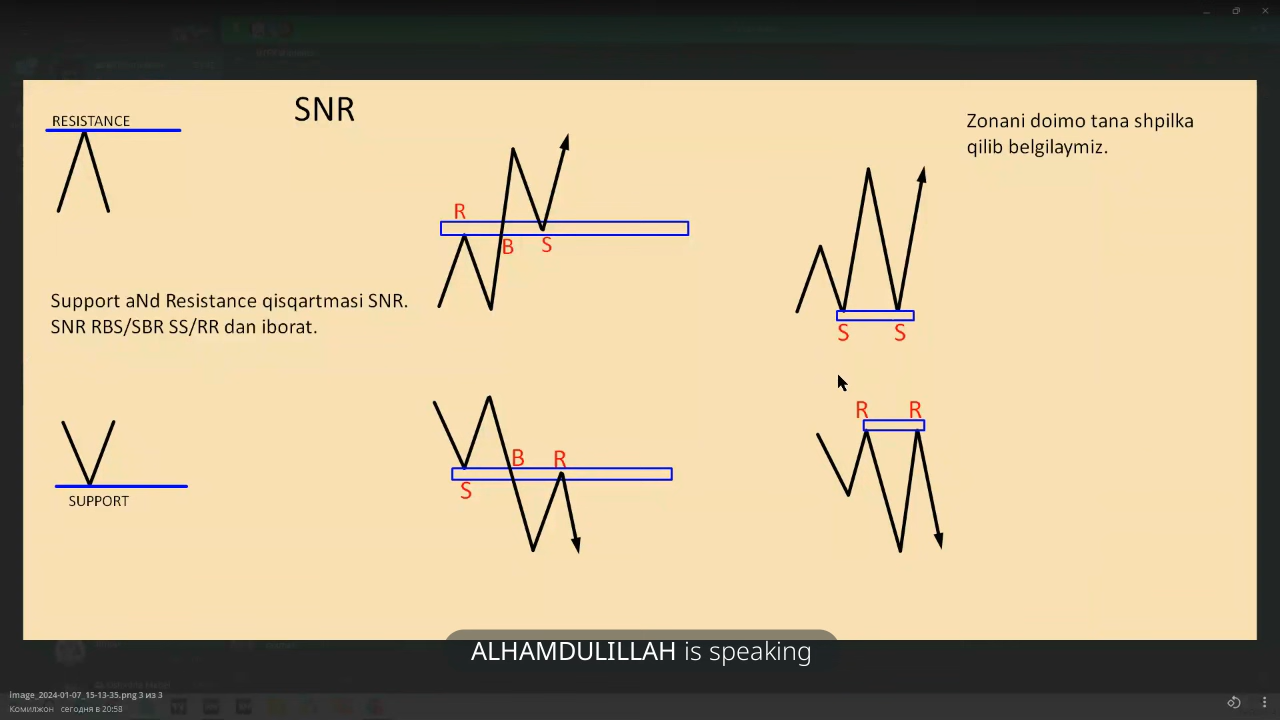 SNR
RESISTANCE
Zonani doimo tana shpilka
qilib belgilaymiz.
R
B
S
S
S
Support aNd Resistance qisqartmasi SNR.
SNR RBS/SBR SS/RR dan iborat.
R
R
B
R
S
SUPPORT
ALHAMDULILLAH is speaking
image_2024-01-07_15-13-35.png 3 из 3
Комилжон сегодня в 20:58